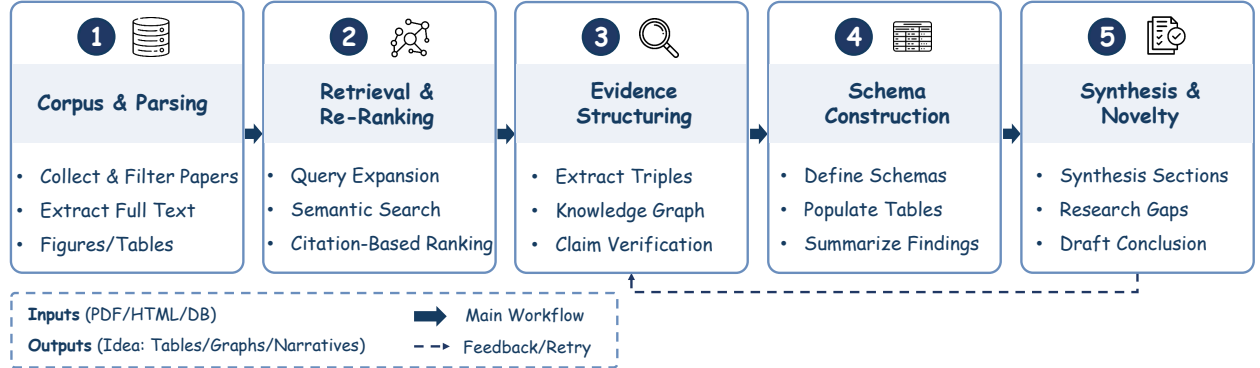 1
Corpus & Parsing
• Collect & Filter Papers
• Extract Full Text
• Figures/Tables
2
Retrieval &
Re-Ranking
• Query Expansion
• Semantic Search
• Citation-Based Ranking
3
Evidence
Structuring
• Extract Triples
• Knowledge Graph
• Claim Verification
4
Schema
Construction
• Define Schemas
• Populate Tables
• Summarize Findings
5
Synthesis &
Novelty
• Synthesis Sections
• Research Gaps
• Draft Conclusion
Inputs (PDF/HTML/DB)
Outputs (Idea: Tables/Graphs/Narratives)
Main Workflow
Feedback/Retry